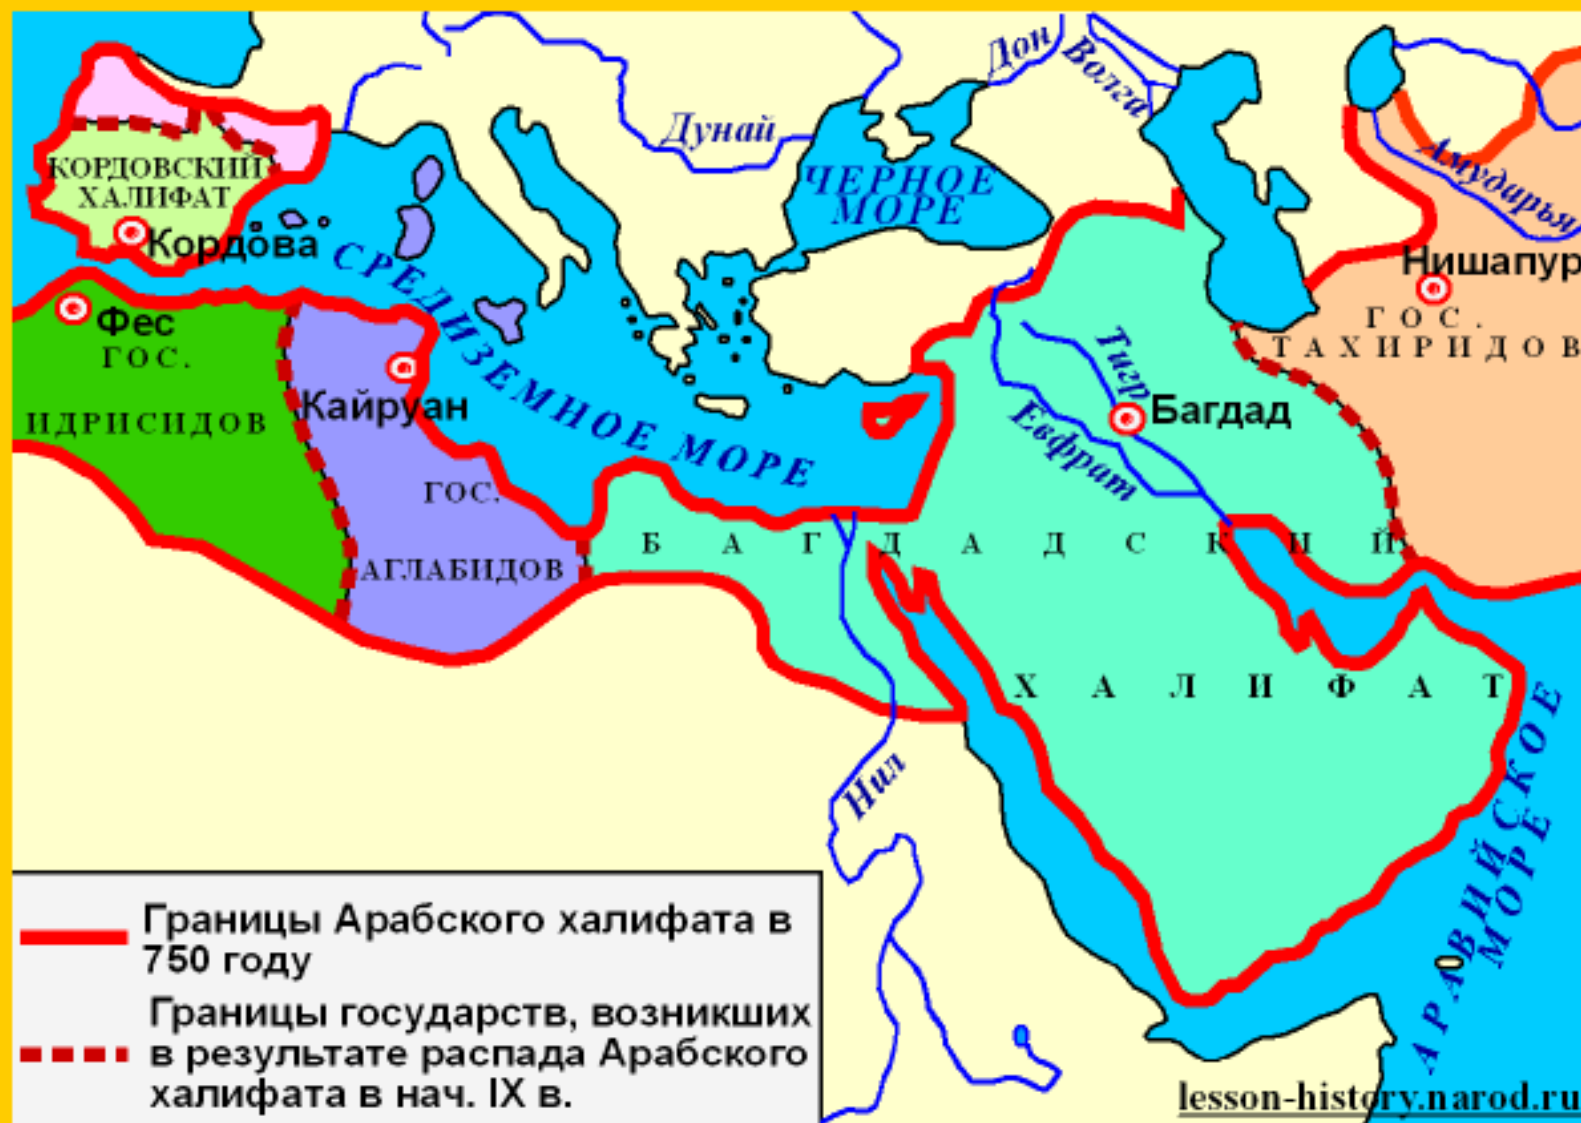 Дон
Волга
Дунай
ЧЕРНОЕ
МОРЕ
Амударья
КОРДОВСКИЙ
ХАЛИФАТ
Кордова
СРЕДИЗЕМНОЕ МОРЕ
Нишапур
ГОС.
ТАХИРИДОВ
Фес
ГОС.
ИДРИСИДОВ
Кайруан
ГОС.
АГЛАБИДОВ
Тигр
Багдад
Евфрат
БАГДАДСКИЙ
ХАЛИФАТ
Нил
АРАВИЙСКОЕ
МОРЕ
Границы Арабского халифата в
750 году
Границы государств, возникших
в результате распада Арабского
халифата в нач. IX в.
lesson-history.narod.ru